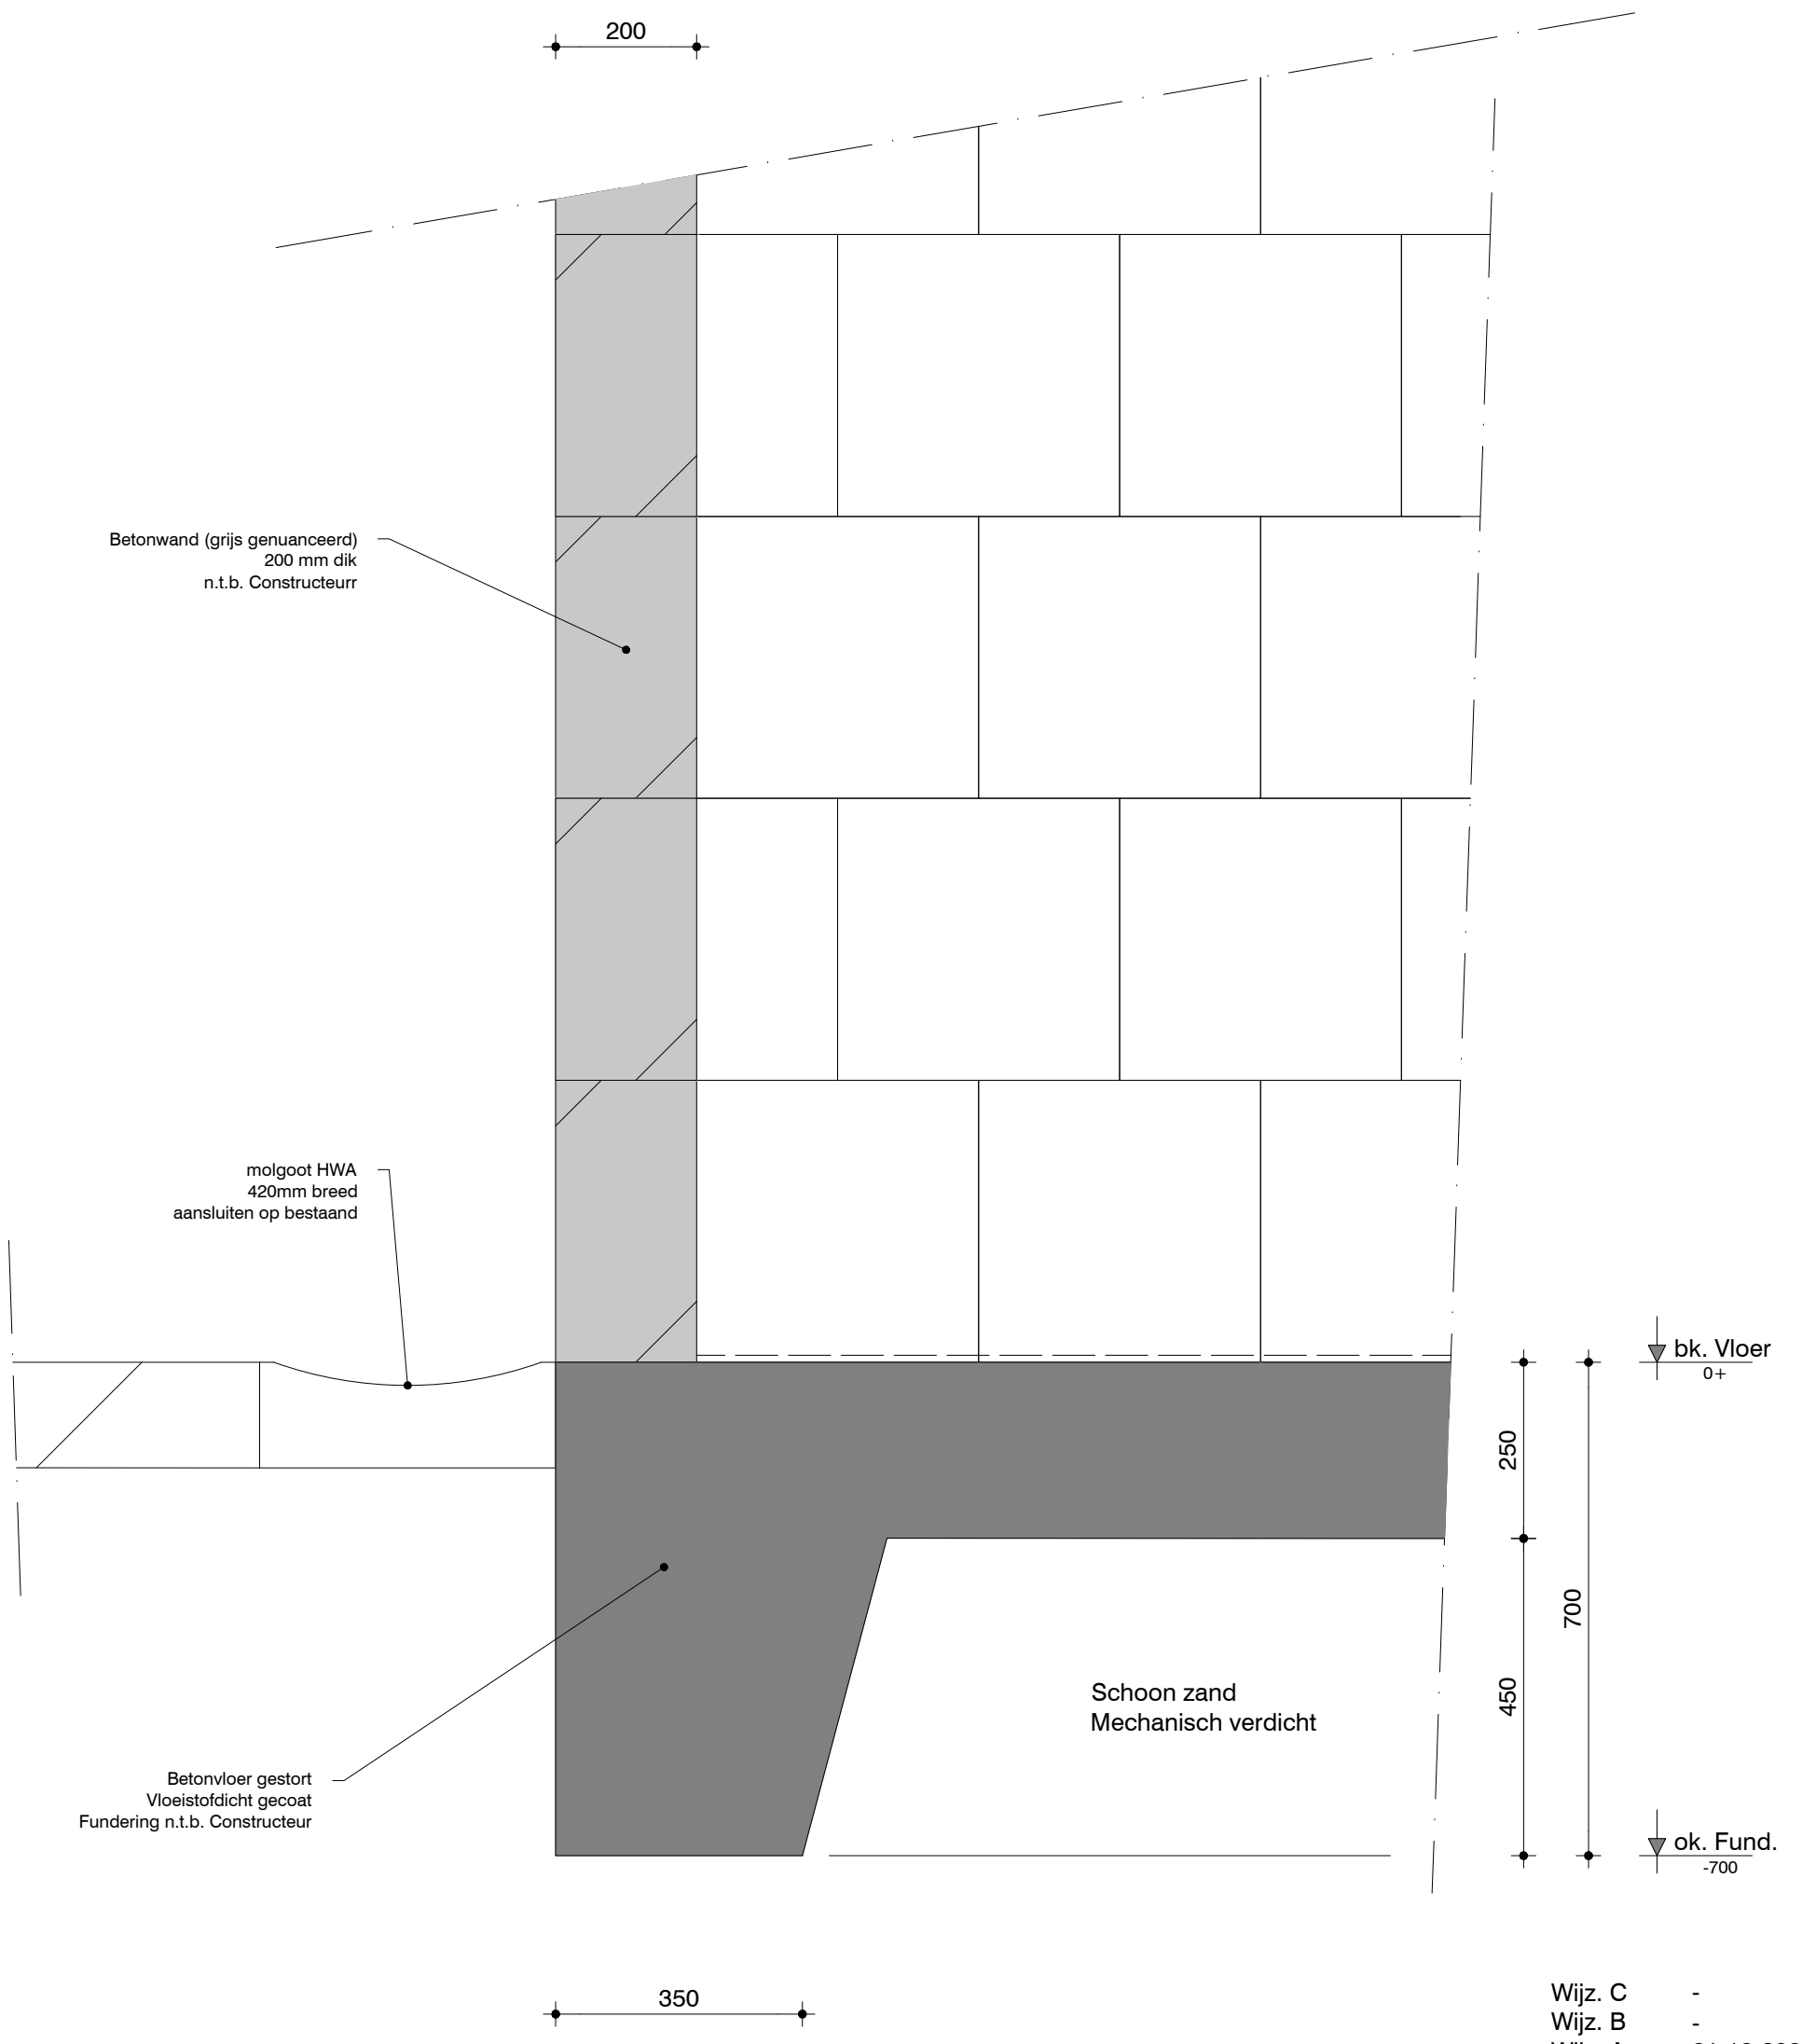 200
Betonwand (grijs genuanceerd)
200 mm dik
n.t.b. Constructeurr
molgoot HWA
420mm breed
aansluiten op bestaand
bk. Vloer
0+
250
700
450
Schoon zand
Mechanisch verdicht
Betonvloer gestort
Vloeistofdicht gecoat
Fundering n.t.b. Constructeur
ok. Fund.
-700
350
Wijz. C -
Wijz. B -